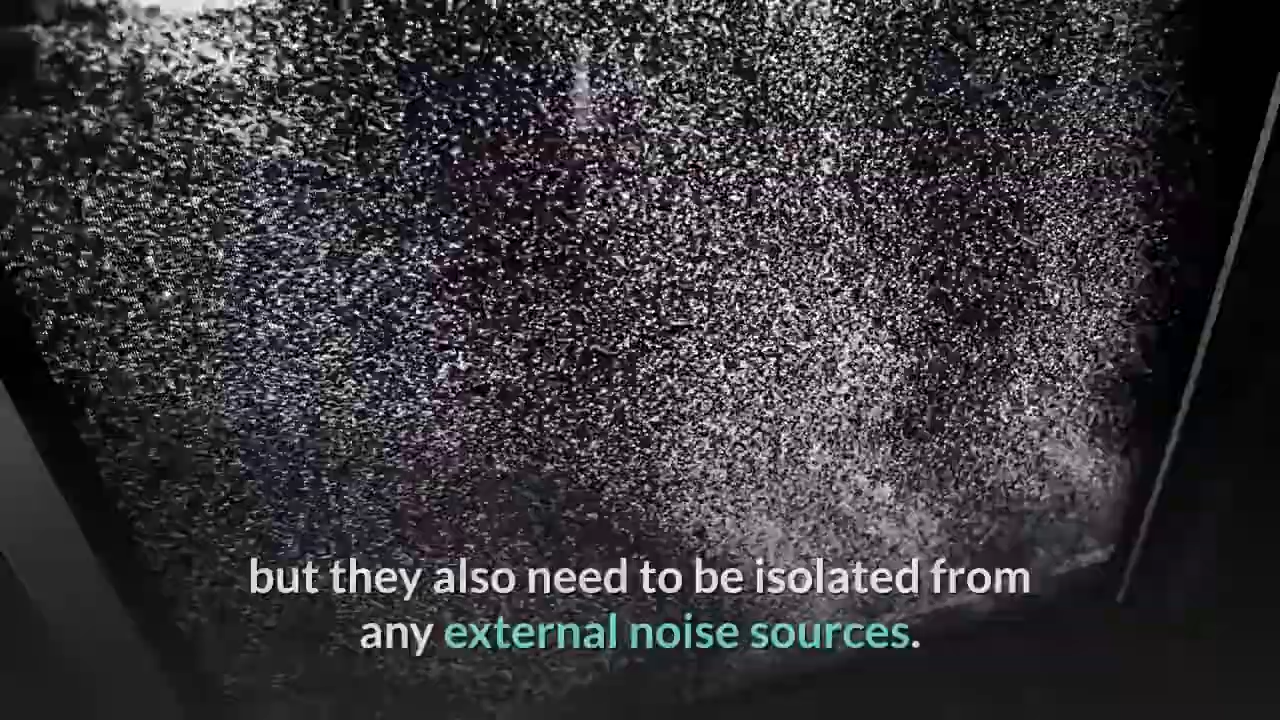 but they also need to be isolated from
any external noise sources.